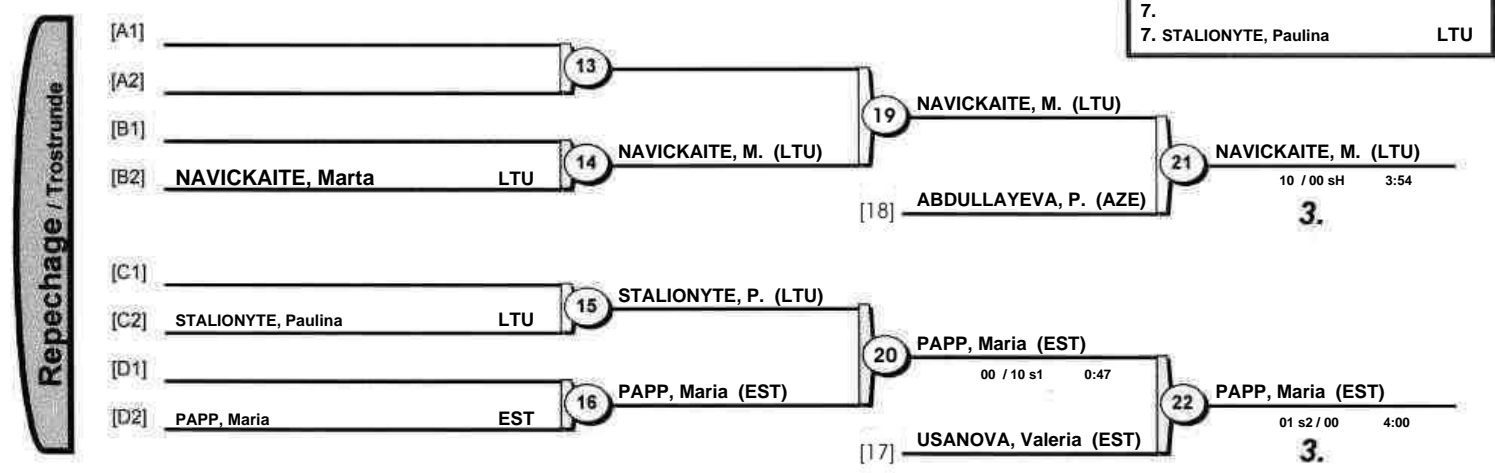 7.
7. STALIONYTE, Paulina LTU
Repechage / Trostrunde
[A1]
13
[A2]
19 NAVICKAITE, M. (LTU)
[B1]
14 NAVICKAITE, M. (LTU)
21 NAVICKAITE, M. (LTU)
[B2] NAVICKAITE, Marta LTU
10 / 00 sH 3:54
[18] ABDULLAYEVA, P. (AZE)
3.
[C1]
15 STALIONYTE, P. (LTU)
[C2] STALIONYTE, Paulina LTU
20 PAPP, Maria (EST)
[D1]
00 / 10 s1 0:47
16 PAPP, Maria (EST)
22 PAPP, Maria (EST)
[D2] PAPP, Maria EST
01 s2 / 00 4:00
[17] USANOVA, Valeria (EST)
3.